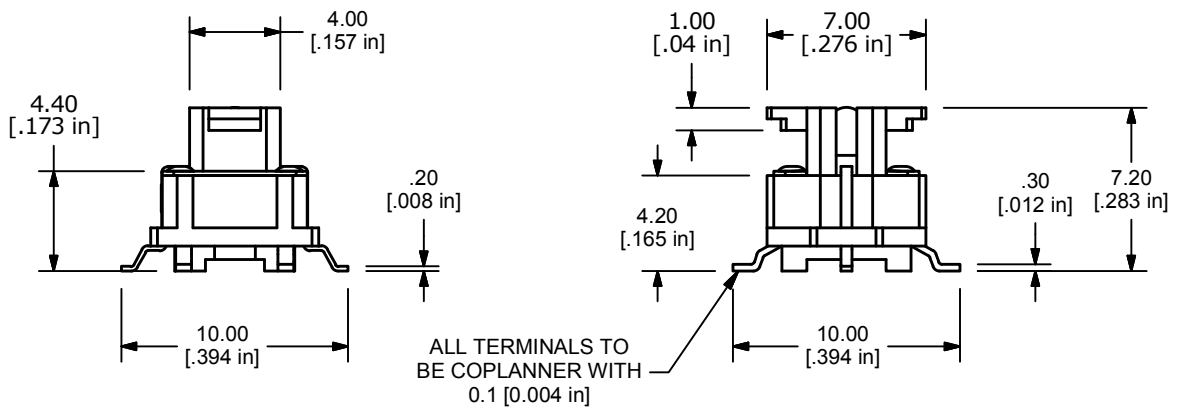 4.00
[.157 in]
4.40
[.173 in]
.20
[.008 in]
10.00
[.394 in]
1.00
[.04 in]
7.00
[.276 in]
4.20
[.165 in]
.30
[.012 in]
7.20
[.283 in]
10.00
[.394 in]
ALL TERMINALS TO
BE COPLANNER WITH
0.1 [0.004 in]